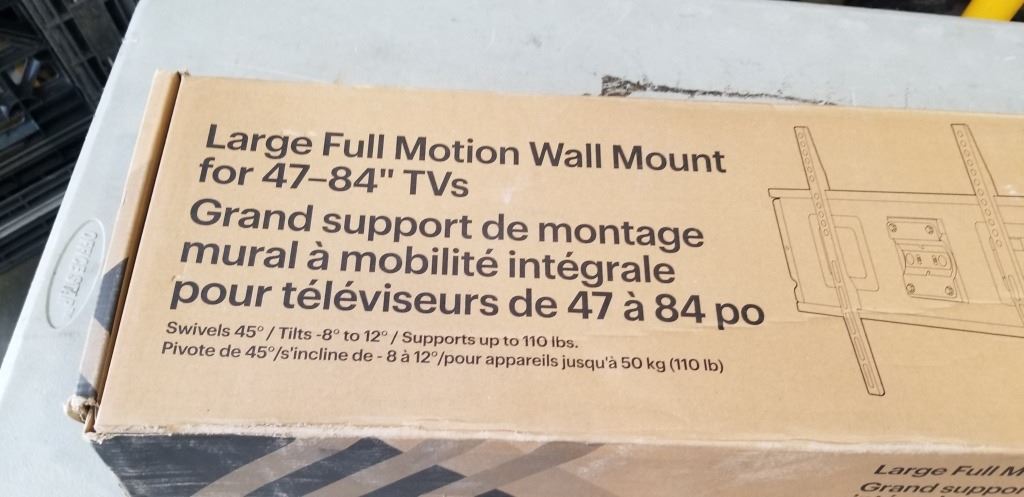 Large Full Motion Wall Mount
for 47–84" TVs
Grand support de montage
mural à mobilité intégrale
pour téléviseurs de 47 à 84 po
Swivels 45° / Tilts -8° to 12° / Supports up to 110 lbs.
Pivote de 45°/s'incline de - 8 à 12°/pour appareils jusqu'à 50 kg (110 lb)
Large Full M
Grand suppor